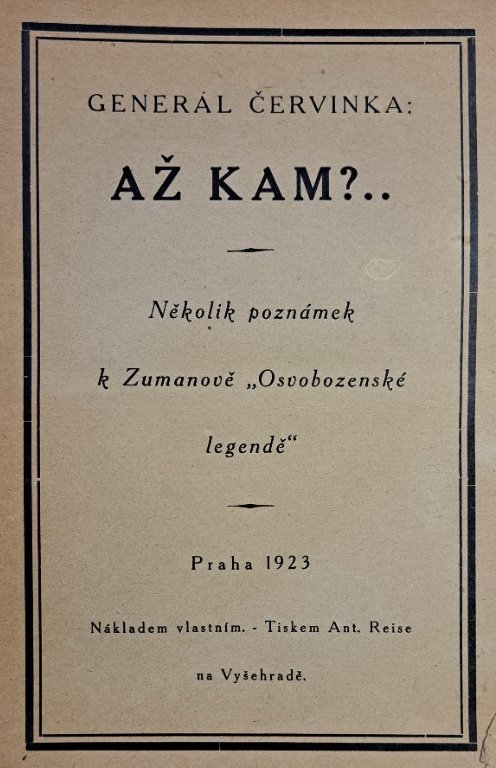 GENERÁL ČERVINKA:
AŽ KAM?..
Několik poznámek
k Zumanově „Osvobozenské
legendě“
Praha 1923
Nákladem vlastním. - Tiskem Ant. Reise
na Vyšehradě.